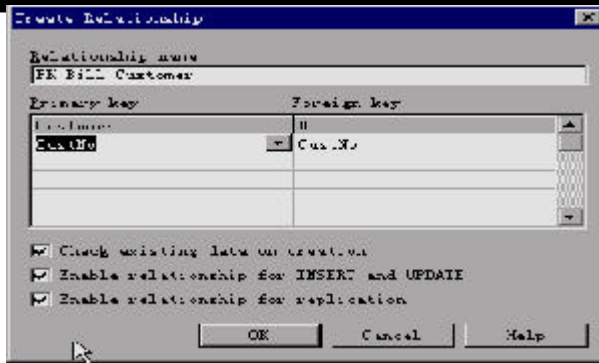 Create Relationship
Relationship name
FK Bill Customer
Primary key Foreign key
Customer
CustNo CustNo
Check existing data on creation
Enable relationship for INSERT and UPDATE
Enable relationship for replication
OK Cancel Help